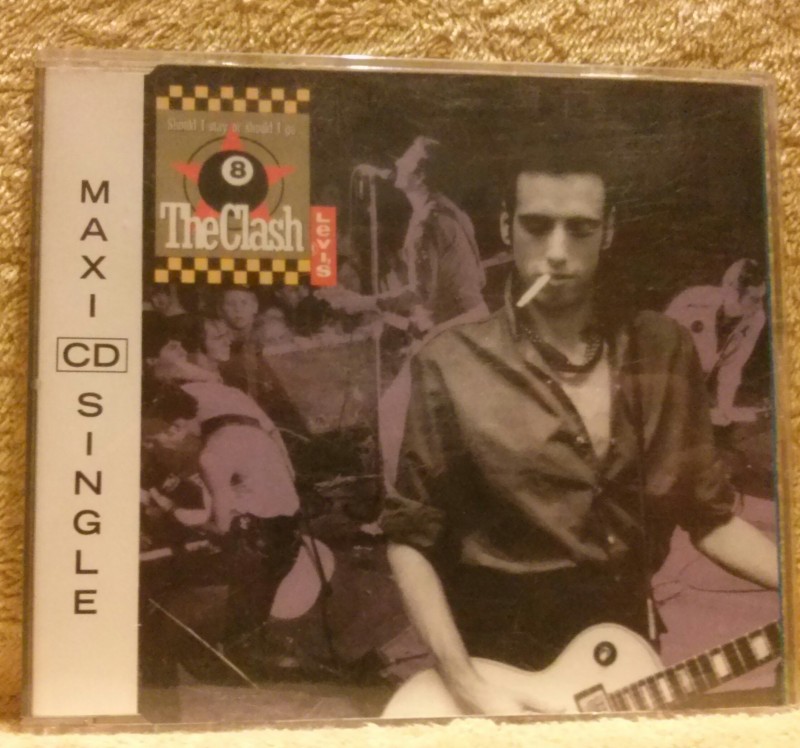 MAXI
CD
SINGLE
Should I stay or should I go
8
The Clash
Levi's